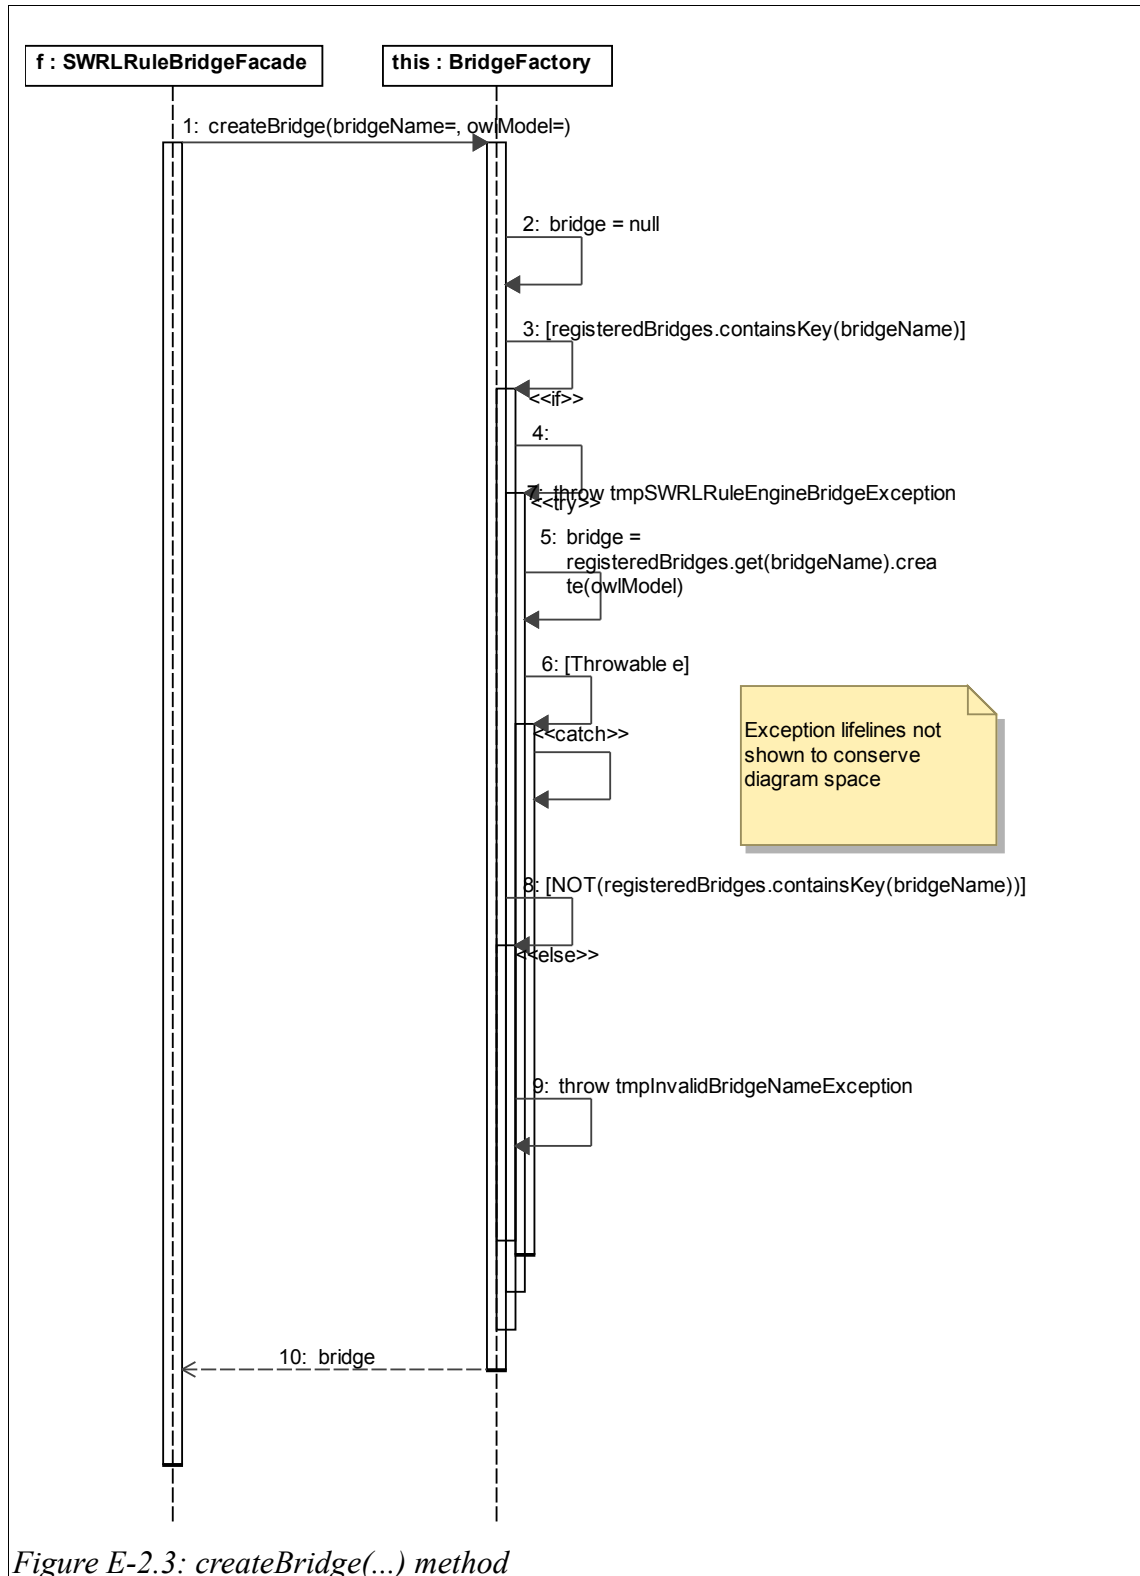 f : SWRLRuleBridgeFacade
this : BridgeFactory
1: createBridge(bridgeName=, owlModel=)
2: bridge = null
3: [registeredBridges.containsKey(bridgeName)]
<<if>>
4:
7: throw tmpSWRLRuleEngineBridgeException
<<try>>
5: bridge =
registeredBridges.get(bridgeName).crea
te(owlModel)
6: [Throwable e]
<<catch>>
Exception lifelines not
shown to conserve
diagram space
8: [NOT(registeredBridges.containsKey(bridgeName))]
<<else>>
9: throw tmpInvalidBridgeNameException
10: bridge
Figure E-2.3: createBridge(...) method